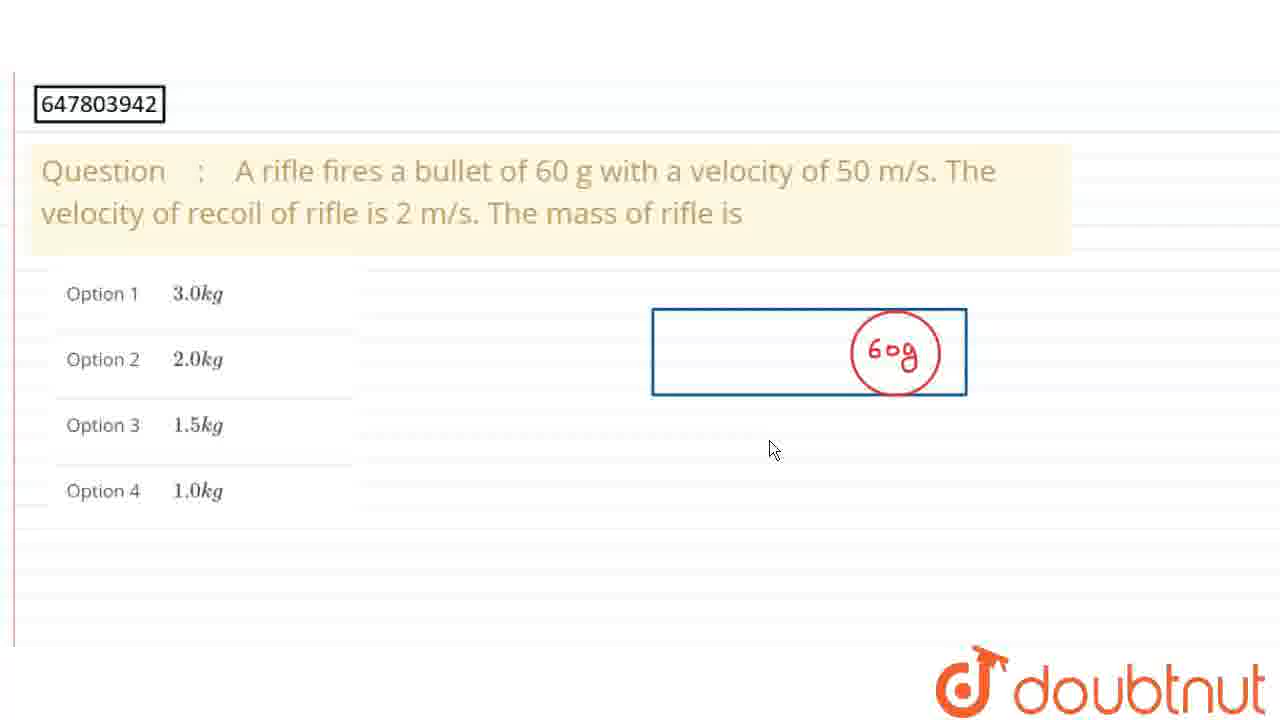 647803942
Question : A rifle fires a bullet of 60 g with a velocity of 50 m/s. The
velocity of recoil of rifle is 2 m/s. The mass of rifle is
Option 1 3.0kg
Option 2 2.0kg
Option 3 1.5kg
Option 4 1.0kg
60g
doubtnut